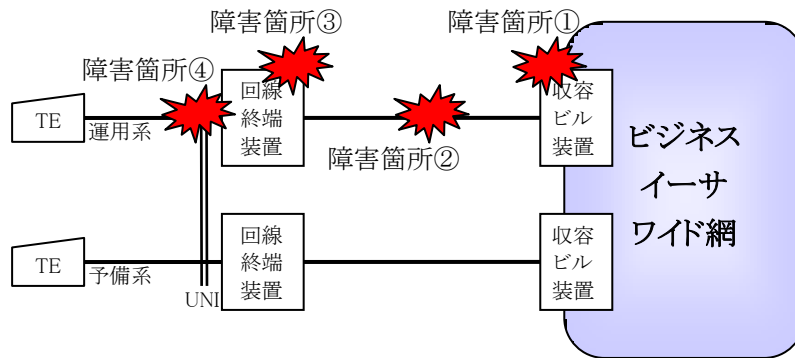 障害箇所③
障害箇所①
障害箇所④
TE
運用系
回線
終端
装置
障害箇所②
収容
ビル
装置
ビジネス
イーサ
ワイド網
TE
予備系
UNI
回線
終端
装置
収容
ビル
装置